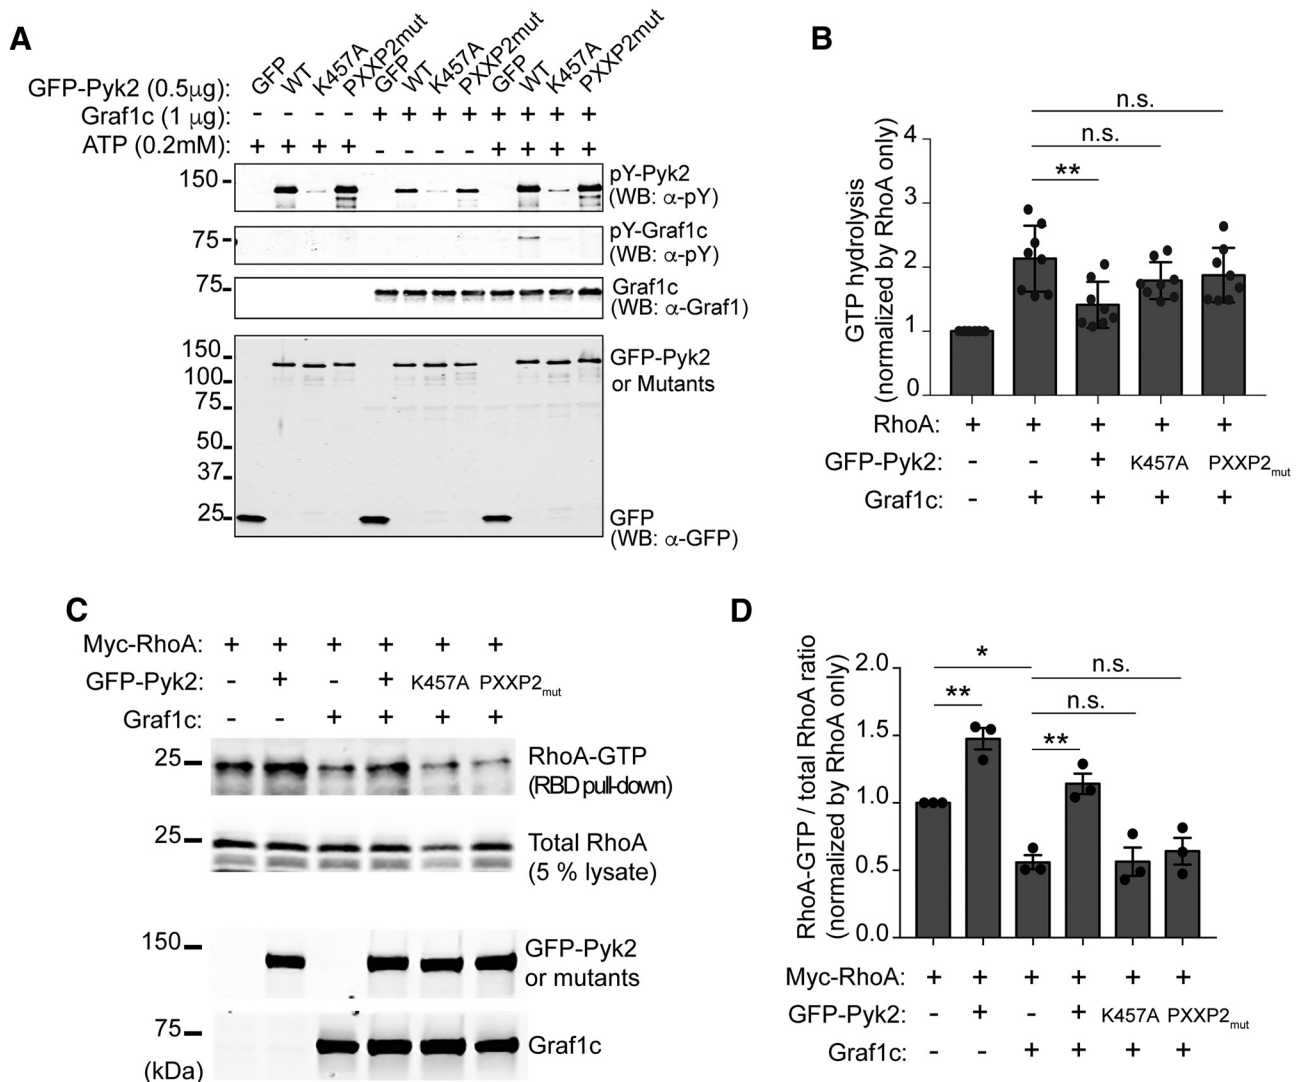 A
GFP WT K457A PXXP2mut GFP WT K457A PXXP2mut GFP WT K457A PXXP2mut
GFP-Pyk2 (0.5μg):
Graf1c (1 μg): - - - - + + + + + + + +
ATP (0.2mM): + + + + - - - - + + + +
150
pY-Pyk2
(WB: α-pY)
75
pY-Graf1c
(WB: α-pY)
75
Graf1c
(WB: α-Graf1)
150
100
75
50
37
25
GFP-Pyk2
or Mutants
GFP
(WB: α-GFP)
B
GTP hydrolysis
(normalized by RhoA only)
4
3
2
1
0
n.s.
n.s.
**
RhoA: + + + + +
GFP-Pyk2: - - + K457A PXXP2mut
Graf1c: - + + + +
C
Myc-RhoA: + + + + + +
GFP-Pyk2: - + - + K457A PXXP2mut
Graf1c: - - + + + +
25
RhoA-GTP
(RBD pull-down)
25
Total RhoA
(5 % lysate)
150
GFP-Pyk2
or mutants
75
Graf1c
(kDa)
D
RhoA-GTP / total RhoA ratio
(normalized by RhoA only)
2.0
1.5
1.0
0.5
0.0
*
n.s.
**
n.s.
**
Myc-RhoA: + + + + + +
GFP-Pyk2: - + - + K457A PXXP2mut
Graf1c: - - + + + +